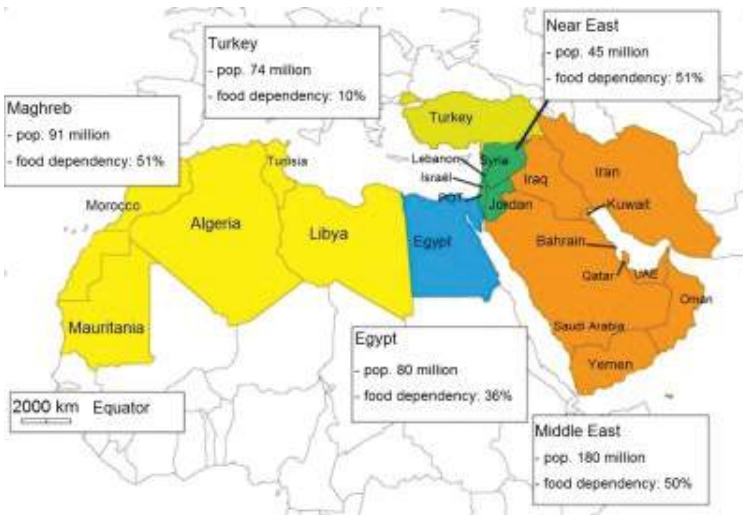 Turkey
- pop. 74 million
- food dependency: 10%
Near East
- pop. 45 million
- food dependency: 51%
Maghreb
- pop. 91 million
- food dependency: 51%
Turkey
Tunisia
Lebanon
Syria
Israel
Iraq
Iran
POT
Jordan
Kuwait
Morocco
Algeria
Libya
Egypt
Bahrain
Qatar
UAE
Oman
Mauritania
Saudi Arabia
Yemen
Egypt
- pop. 80 million
- food dependency: 36%
2000 km Equator
Middle East
- pop. 180 million
- food dependency: 50%